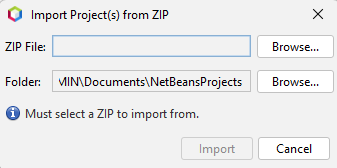 Import Project(s) from ZIP
ZIP File: Browse...
Folder: MIN\Documents\NetBeansProjects Browse...
Must select a ZIP to import from.
Import Cancel